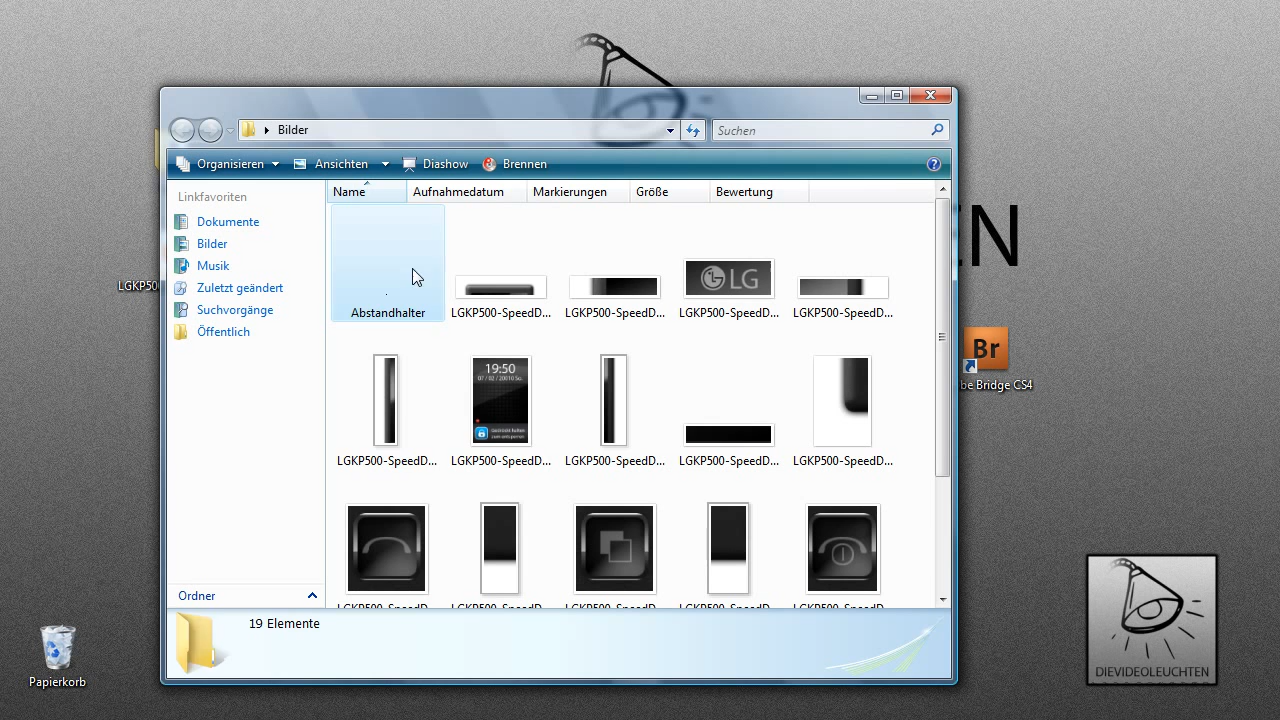 Bilder
Suchen
Organisieren
Ansichten
Diashow
Brennen
Linkfavoriten
Dokumente
Bilder
Musik
Zuletzt geändert
Suchvorgänge
Öffentlich
Name
Aufnahmedatum
Markierungen
Größe
Bewertung
LG
Abstandhalter
LGKP500-SpeedD...
LGKP500-SpeedD...
LGKP500-SpeedD...
LGKP500-SpeedD...
19:50
LGKP500-SpeedD...
LGKP500-SpeedD...
LGKP500-SpeedD...
LGKP500-SpeedD...
LGKP500-SpeedD...
Ordner
19 Elemente
LGKP50
EN
Br
be Bridge CS4
Papierkorb
DIEVIDEOLEUCHTEN